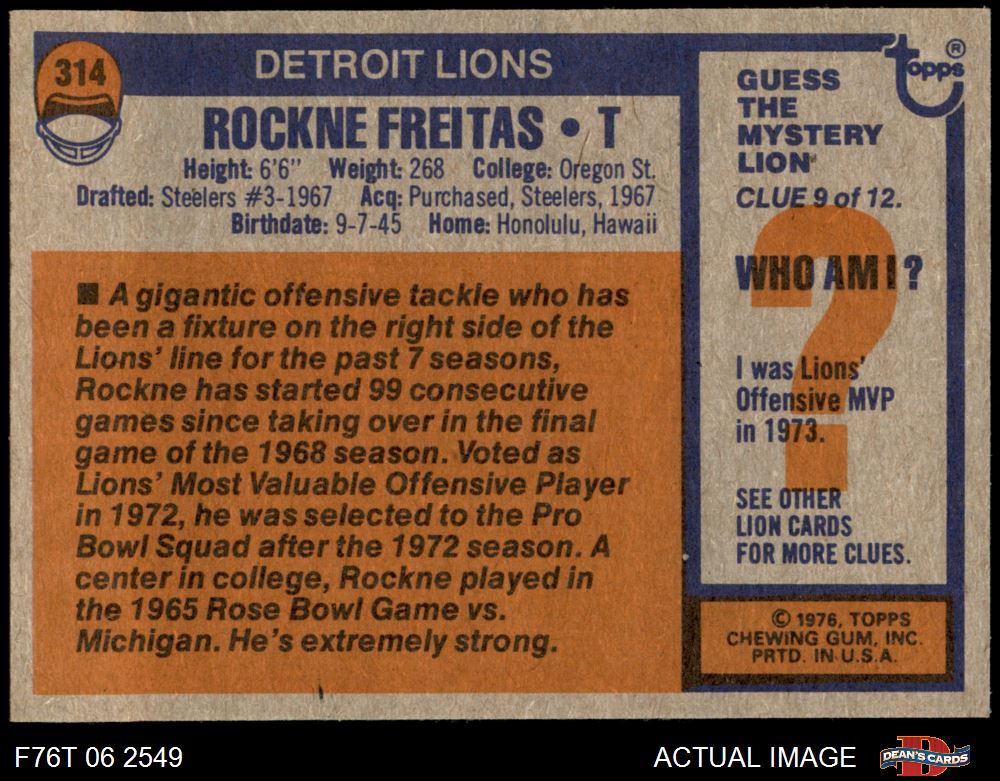 314
DETROIT LIONS
ROCKNE FREITAS • T
Height: 6'6" Weight: 268 College: Oregon St.
Drafted: Steelers #3-1967 Acq: Purchased, Steelers, 1967
Birthdate: 9-7-45 Home: Honolulu, Hawaii
■ A gigantic offensive tackle who has
been a fixture on the right side of the
Lions' line for the past 7 seasons,
Rockne has started 99 consecutive
games since taking over in the final
game of the 1968 season. Voted as
Lions' Most Valuable Offensive Player
in 1972, he was selected to the Pro
Bowl Squad after the 1972 season. A
center in college, Rockne played in
the 1965 Rose Bowl Game vs.
Michigan. He's extremely strong.
topps®
GUESS
THE
MYSTERY
LION
CLUE 9 of 12.
?
WHO AM I?
I was Lions'
Offensive MVP
in 1973.
SEE OTHER
LION CARDS
FOR MORE CLUES.
© 1976, TOPPS
CHEWING GUM, INC.
PRTD. IN U.S.A.
F76T 06 2549
ACTUAL IMAGE
D
DEAN'S CARDS